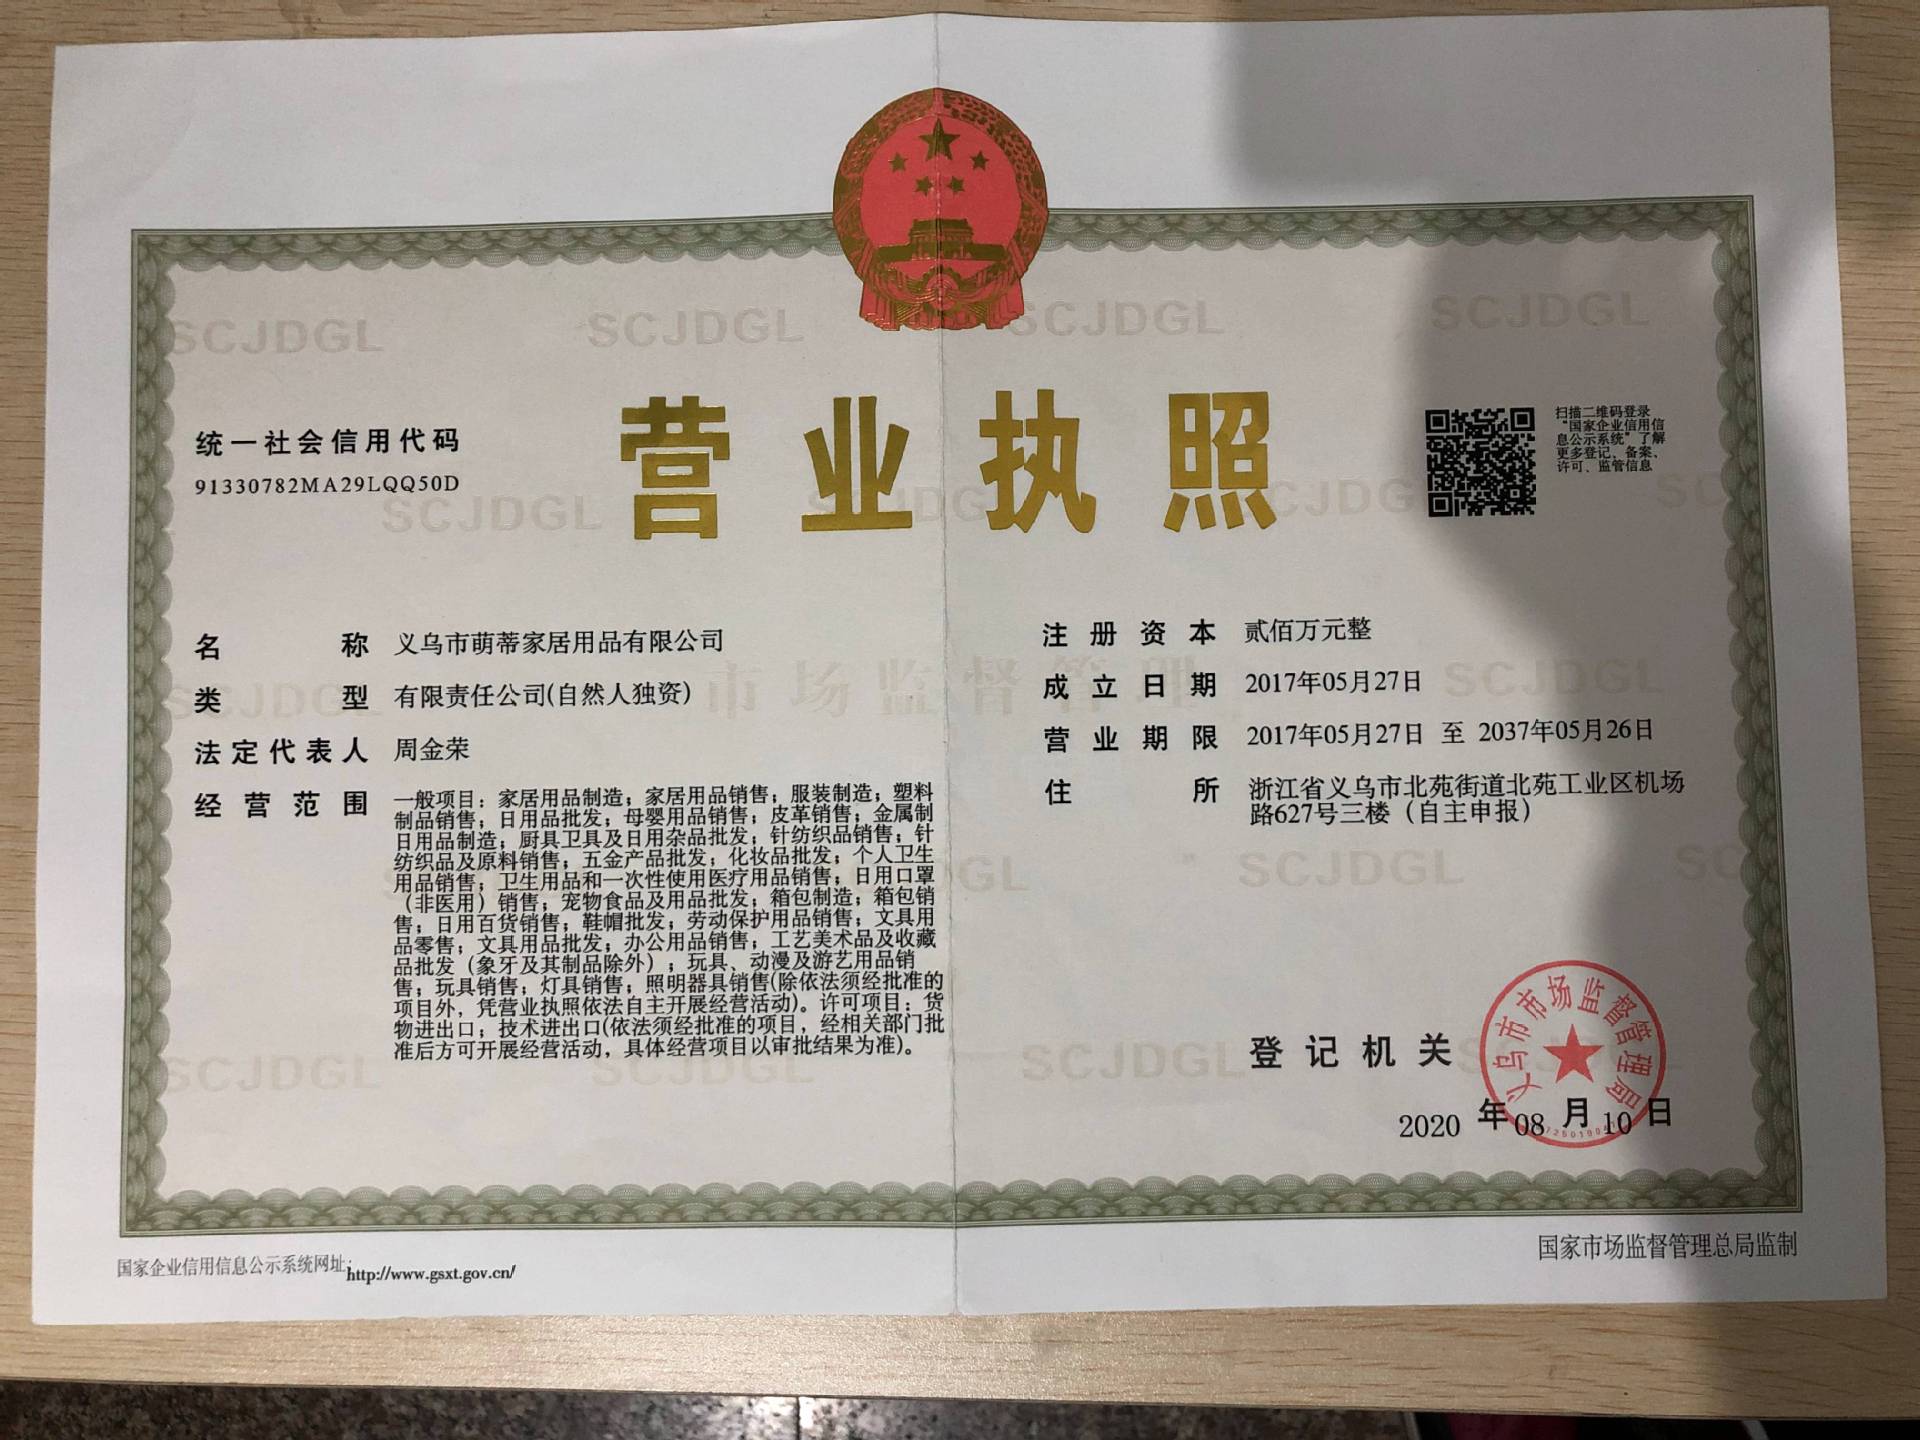 营业执照
统一社会信用代码
91330782MA29LQQ50D
扫描二维码登录
“国家企业信用信
息公示系统”了解
更多登记、备案、
许可、监管信息
名称 义乌市萌蒂家居用品有限公司
类型 有限责任公司(自然人独资)
法定代表人 周金荣
经营范围 一般项目：家居用品制造；家居用品销售；服装制造；塑料
制品销售；日用品批发；母婴用品销售；皮革销售；金属制
日用品制造；厨具卫具及日用杂品批发；针纺织品销售；针
纺织品及原料销售；五金产品批发；化妆品批发；个人卫生
用品销售；卫生用品和一次性使用医疗用品销售；日用口罩
（非医用）销售；宠物食品及用品批发；箱包制造；箱包销
售；日用百货销售；鞋帽批发；劳动保护用品销售；文具用
品零售；文具用品批发；办公用品销售；工艺美术品及收藏
品批发（象牙及其制品除外）；玩具、动漫及游艺用品销
售；玩具销售；灯具销售；照明器具销售(除依法须经批准的
项目外，凭营业执照依法自主开展经营活动)。许可项目：货
物进出口；技术进出口(依法须经批准的项目，经相关部门批
准后方可开展经营活动，具体经营项目以审批结果为准)。
注册资本 贰佰万元整
成立日期 2017年05月27日
营业期限 2017年05月27日 至 2037年05月26日
住所 浙江省义乌市北苑街道北苑工业区机场
路627号三楼（自主申报）
登记机关
义乌市市场监督管理局
2020 年 08 月 10 日
国家企业信用信息公示系统网址：http://www.gsxt.gov.cn/
国家市场监督管理总局监制
SCJDGL
市场监督管理